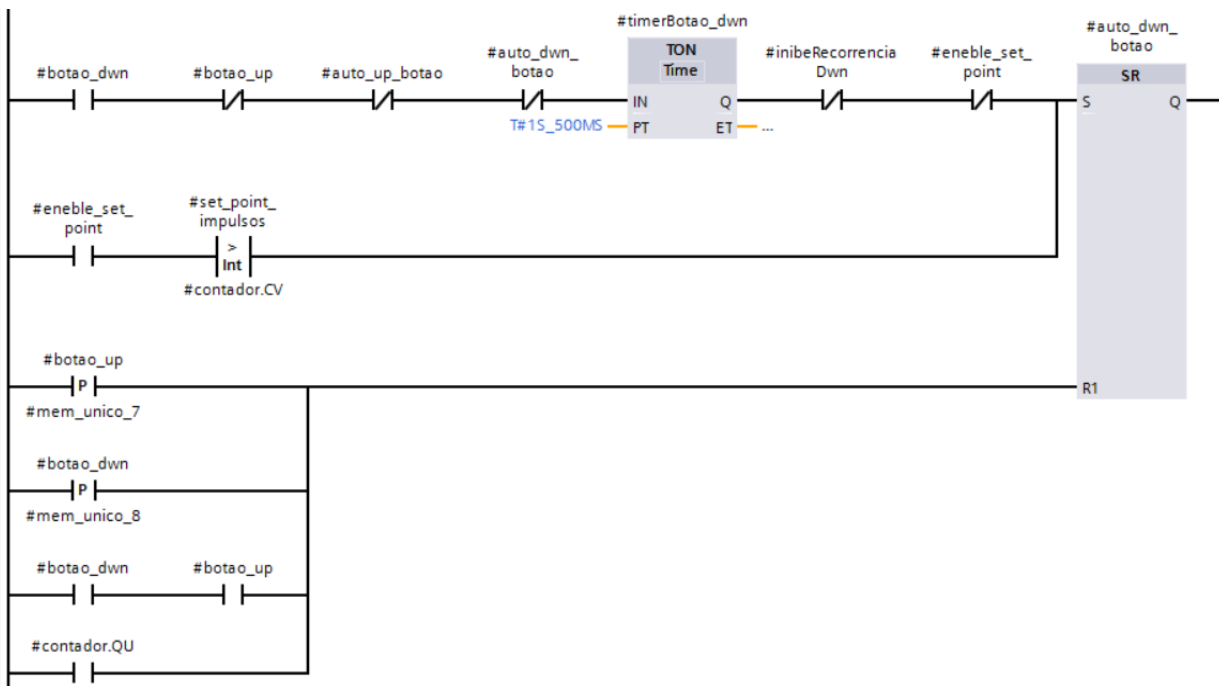 #timerBotao_dwn
#auto_dwn_
botao
#botao_dwn
#botao_up
#auto_up_botao
#auto_dwn_
botao
TON
Time
#inibeRecorrencia
Dwn
#eneble_set_
point
SR
IN
Q
S
Q
T#1S_500MS
PT
ET
...
#eneble_set_
point
#set_point_
impulsos
>
Int
#contador.CV
#botao_up
P
R1
#mem_unico_7
#botao_dwn
P
#mem_unico_8
#botao_dwn
#botao_up
#contador.QU